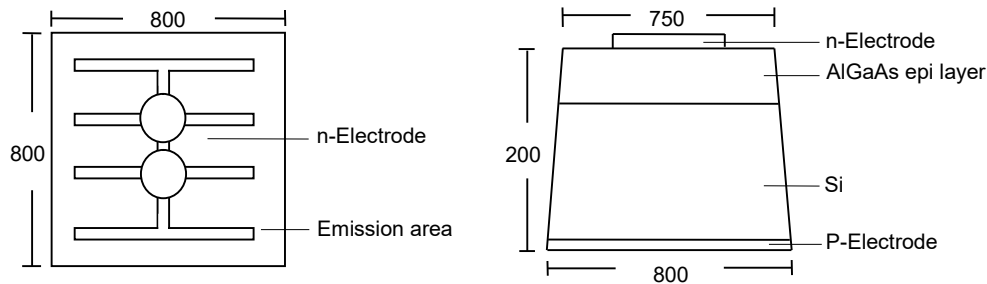 800
800
n-Electrode
Emission area
750
n-Electrode
AlGaAs epi layer
200
Si
P-Electrode
800